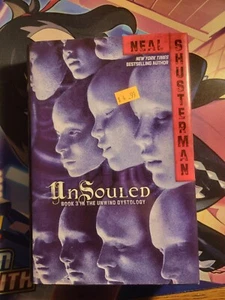 NEAL
SHUSTERMAN
NEW YORK TIMES
BESTSELLING AUTHOR
UnSouled
BOOK 3 IN THE UNWIND DYSTOLOGY